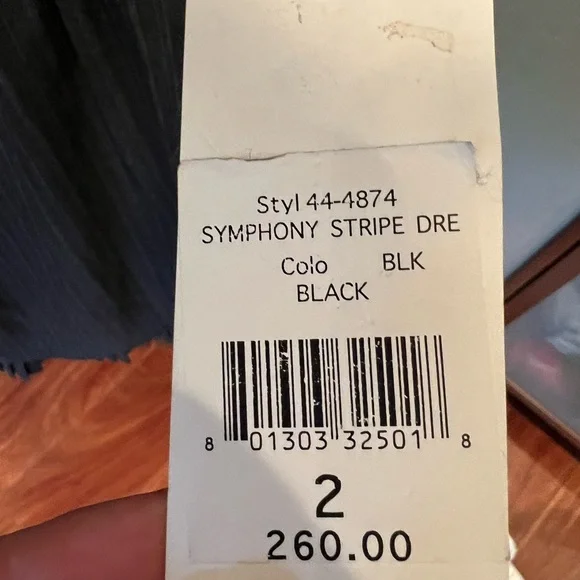 Styl 44-4874
SYMPHONY STRIPE DRE
Colo BLK
BLACK
8 01303 32501 8
2
260.00